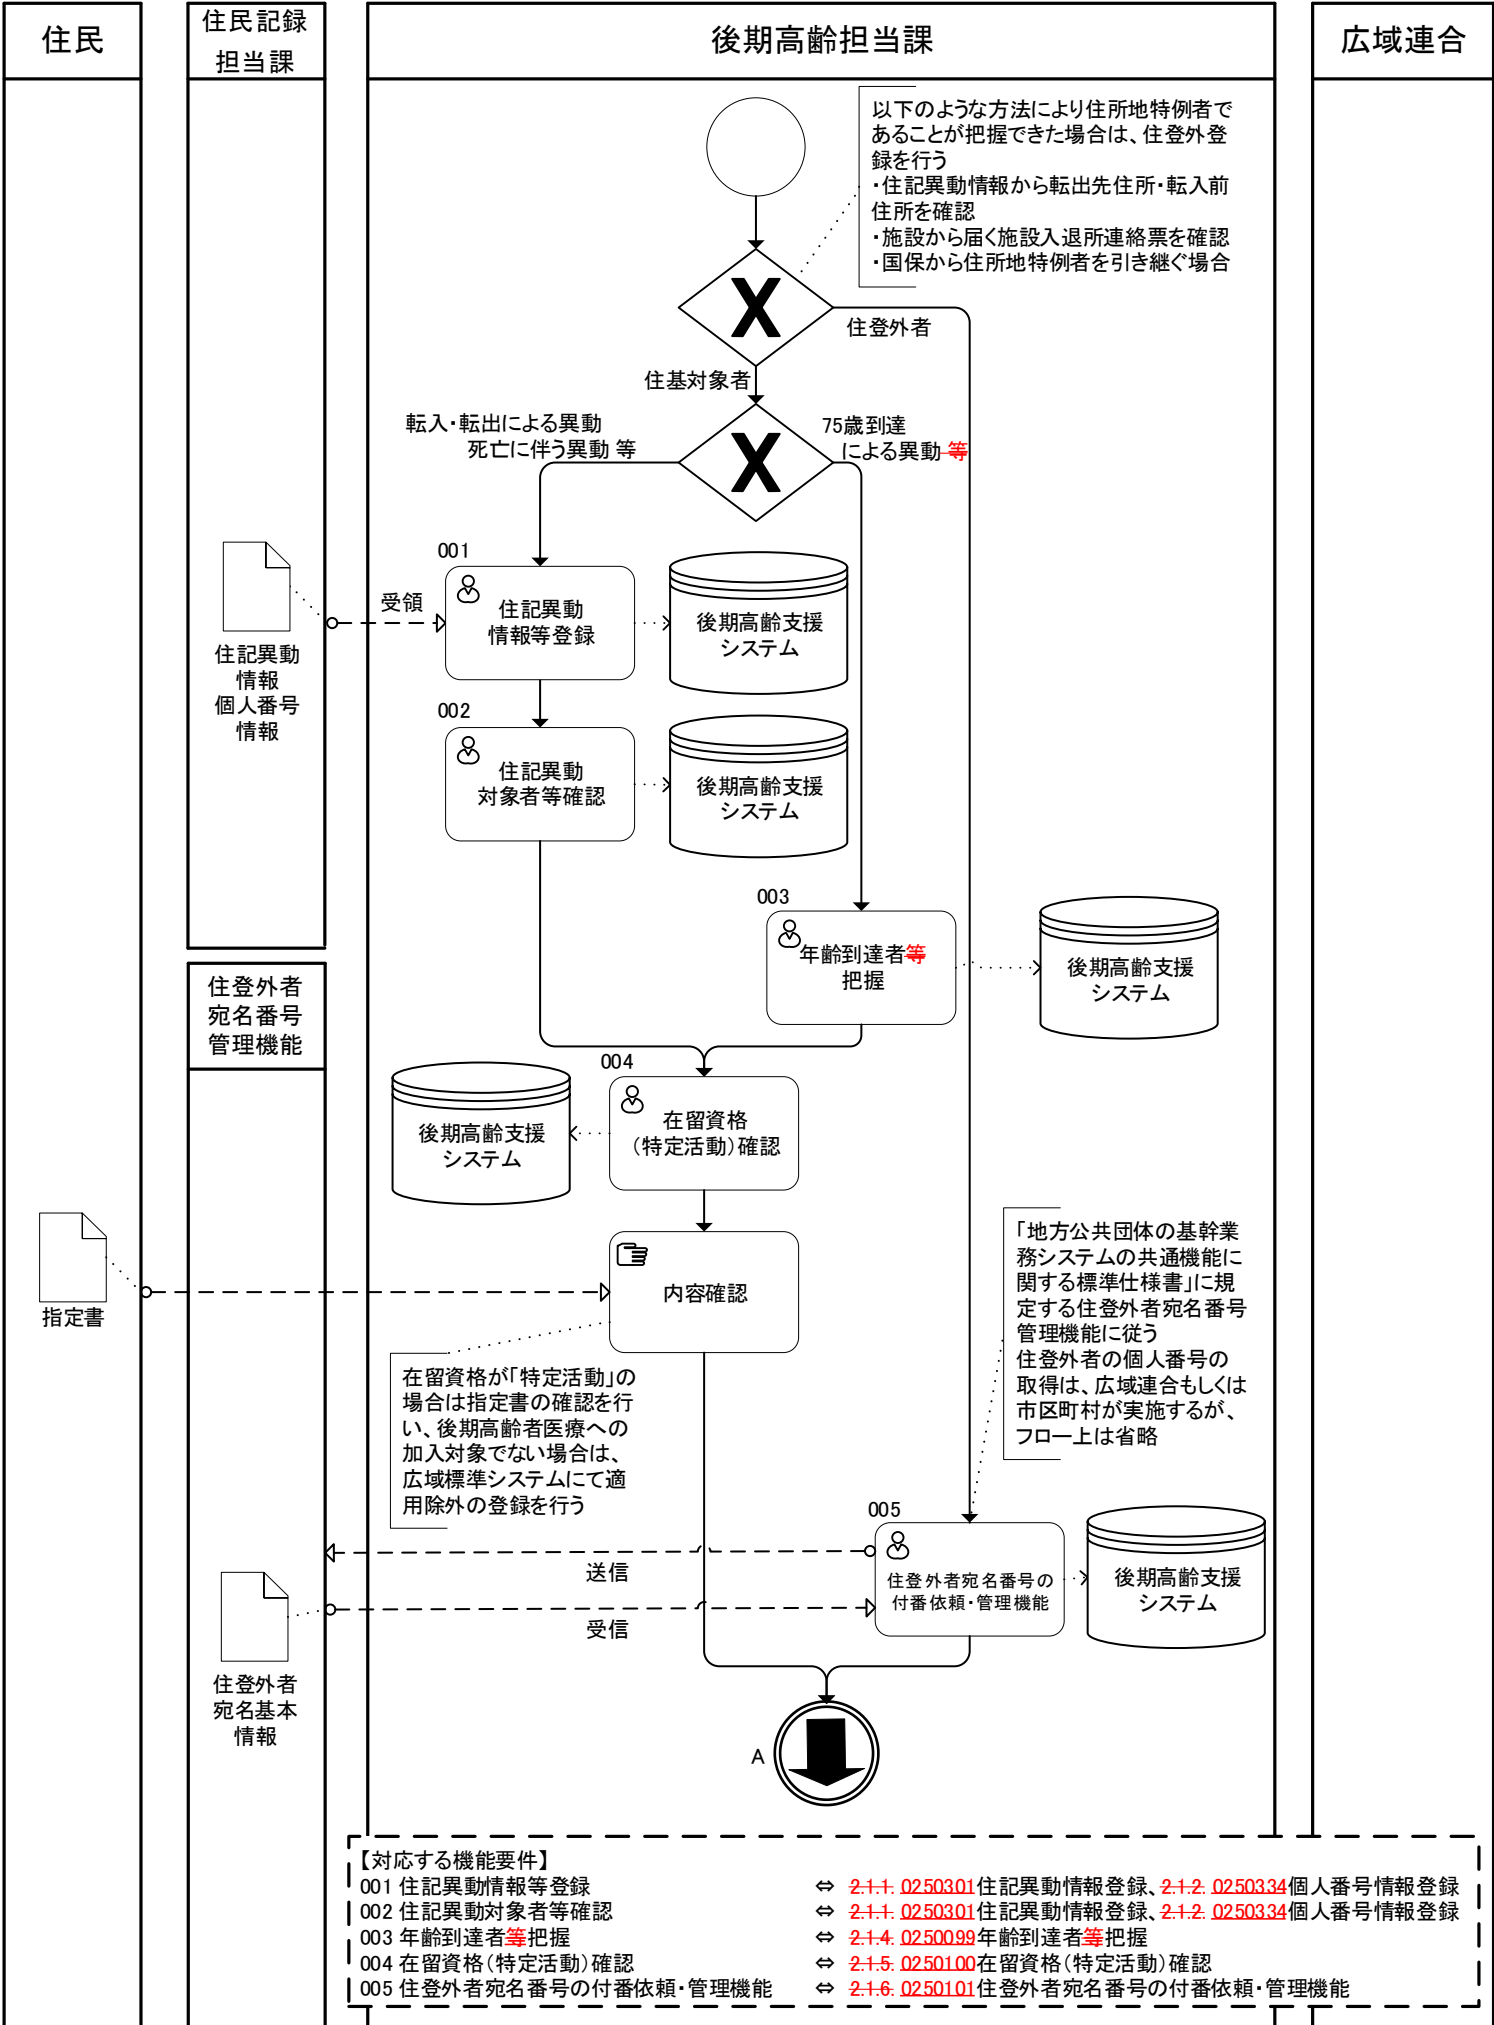 住民
住民記録
担当課
後期高齢担当課
広域連合
以下のような方法により住所地特例者で
あることが把握できた場合は、住登外登
録を行う
・住記異動情報から転出先住所・転入前
住所を確認
・施設から届く施設入退所連絡票を確認
・国保から住所地特例者を引き継ぐ場合
住登外者
住基対象者
転入・転出による異動
死亡に伴う異動 等
75歳到達
による異動 等
001
住記異動
情報等登録
後期高齢支援
システム
受領
住記異動
情報
個人番号
情報
002
住記異動
対象者等確認
後期高齢支援
システム
003
年齢到達者等
把握
後期高齢支援
システム
住登外者
宛名番号
管理機能
004
在留資格
（特定活動）確認
後期高齢支援
システム
指定書
内容確認
「地方公共団体の基幹業
務システムの共通機能に
関する標準仕様書」に規
定する住登外者宛名番号
管理機能に従う
住登外者の個人番号の
取得は、広域連合もしくは
市区町村が実施するが、
フロー上は省略
在留資格が「特定活動」の
場合は指定書の確認を行
い、後期高齢者医療への
加入対象でない場合は、
広域標準システムにて適
用除外の登録を行う
005
住登外者宛名番号の
付番依頼・管理機能
後期高齢支援
システム
送信
受信
住登外者
宛名基本
情報
A
【対応する機能要件】
001 住記異動情報等登録 ⇔ 2.1.1. 0250301住記異動情報登録、2.1.2. 0250334個人番号情報登録
002 住記異動対象者等確認 ⇔ 2.1.1. 0250301住記異動情報登録、2.1.2. 0250334個人番号情報登録
003 年齢到達者等把握 ⇔ 2.1.4. 0250099年齢到達者等把握
004 在留資格（特定活動）確認 ⇔ 2.1.5. 0250100在留資格（特定活動）確認
005 住登外者宛名番号の付番依頼・管理機能 ⇔ 2.1.6. 0250101住登外者宛名番号の付番依頼・管理機能